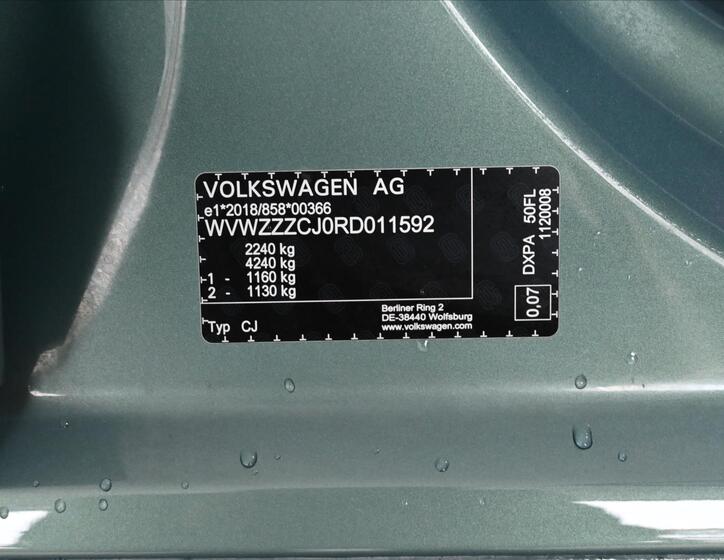 VOLKSWAGEN AG
e1*2018/858*00366
WVWZZZCJ0RD011592
2240 kg
4240 kg
1 - 1160 kg
2 - 1130 kg
Typ CJ
Berliner Ring 2
DE-38440 Wolfsburg
www.volkswagen.com
DXPA 50FL
1120008
0,07